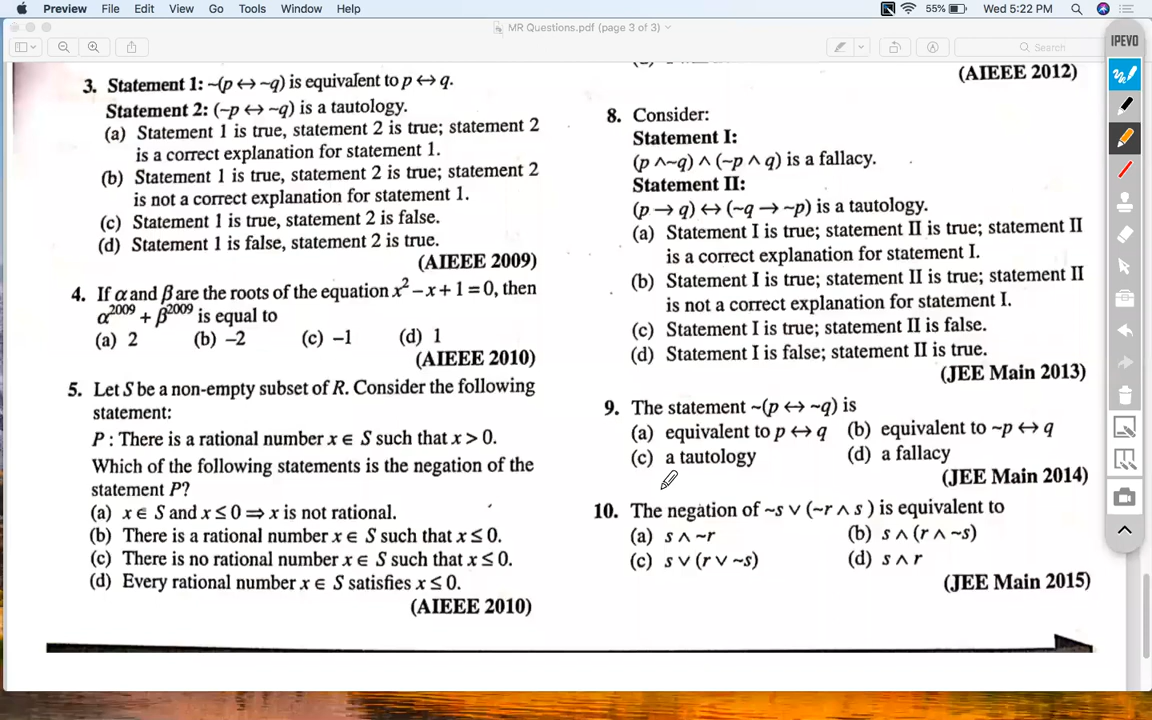 Preview File Edit View Go Tools Window Help
55% Wed 5:22 PM
MR Questions.pdf (page 3 of 3)
Search
IPEVO
3. Statement 1: ~(p ↔ ~q) is equivalent to p ↔ q.
Statement 2: (~p ↔ ~q) is a tautology.
(a) Statement 1 is true, statement 2 is true; statement 2
is a correct explanation for statement 1.
(b) Statement 1 is true, statement 2 is true; statement 2
is not a correct explanation for statement 1.
(c) Statement 1 is true, statement 2 is false.
(d) Statement 1 is false, statement 2 is true.
(AIEEE 2009)
4. If α and β are the roots of the equation x² – x + 1 = 0, then
α²⁰⁰⁹ + β²⁰⁰⁹ is equal to
(a) 2 (b) –2 (c) –1 (d) 1
(AIEEE 2010)
5. Let S be a non-empty subset of R. Consider the following
statement:
P : There is a rational number x ∈ S such that x > 0.
Which of the following statements is the negation of the
statement P?
(a) x ∈ S and x ≤ 0 ⇒ x is not rational.
(b) There is a rational number x ∈ S such that x ≤ 0.
(c) There is no rational number x ∈ S such that x ≤ 0.
(d) Every rational number x ∈ S satisfies x ≤ 0.
(AIEEE 2010)
(AIEEE 2012)
8. Consider:
Statement I:
(p ∧ ~q) ∧ (~p ∧ q) is a fallacy.
Statement II:
(p → q) ↔ (~q → ~p) is a tautology.
(a) Statement I is true; statement II is true; statement II
is a correct explanation for statement I.
(b) Statement I is true; statement II is true; statement II
is not a correct explanation for statement I.
(c) Statement I is true; statement II is false.
(d) Statement I is false; statement II is true.
(JEE Main 2013)
9. The statement ~(p ↔ ~q) is
(a) equivalent to p ↔ q (b) equivalent to ~p ↔ q
(c) a tautology (d) a fallacy
(JEE Main 2014)
10. The negation of ~s ∨ (~r ∧ s) is equivalent to
(a) s ∧ ~r (b) s ∧ (r ∧ ~s)
(c) s ∨ (r ∨ ~s) (d) s ∧ r
(JEE Main 2015)